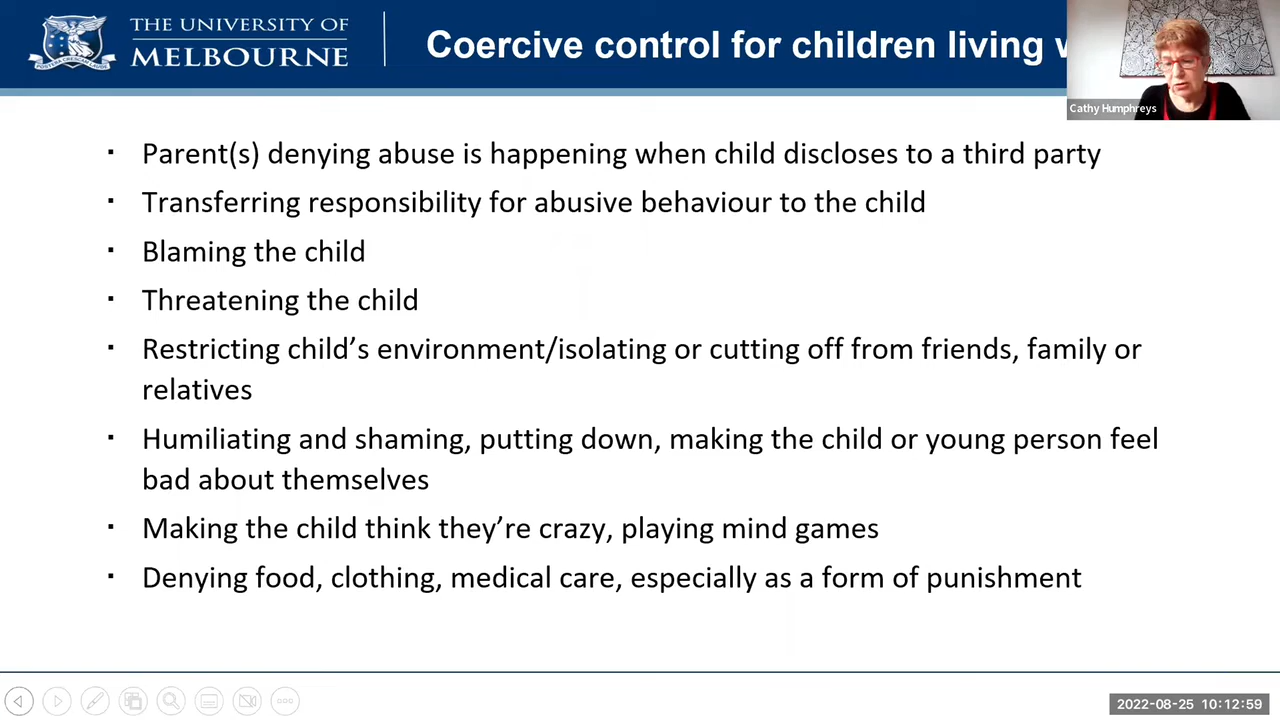 THE UNIVERSITY OF
MELBOURNE
Coercive control for children living
Cathy Humphreys
▪ Parent(s) denying abuse is happening when child discloses to a third party
▪ Transferring responsibility for abusive behaviour to the child
▪ Blaming the child
▪ Threatening the child
▪ Restricting child’s environment/isolating or cutting off from friends, family or
relatives
▪ Humiliating and shaming, putting down, making the child or young person feel
bad about themselves
▪ Making the child think they’re crazy, playing mind games
▪ Denying food, clothing, medical care, especially as a form of punishment
2022-08-25 10:12:59